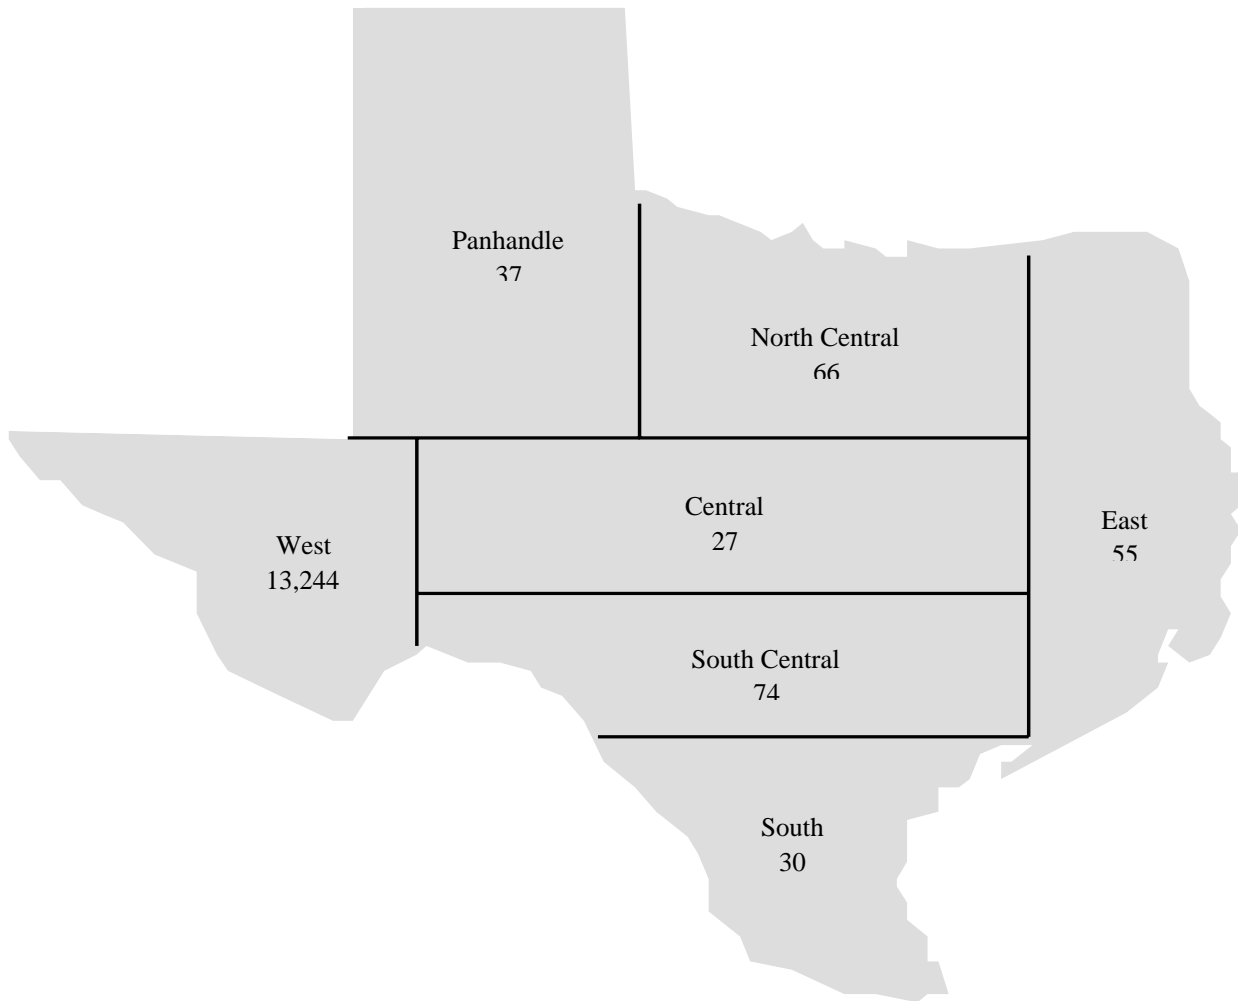 Panhandle
37
North Central
66
Central
27
East
55
West
13,244
South Central
74
South
30